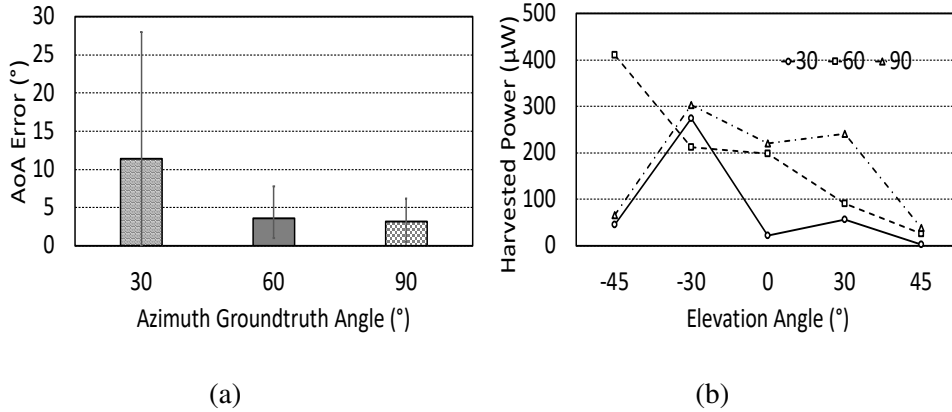 30
25
20
15
10
5
0
AoA Error (°)
30 60 90
Azimuth Groundtruth Angle (°)
(a)
500
400
300
200
100
0
Harvested Power (µW)
30 60 90
-45 -30 0 30 45
Elevation Angle (°)
(b)